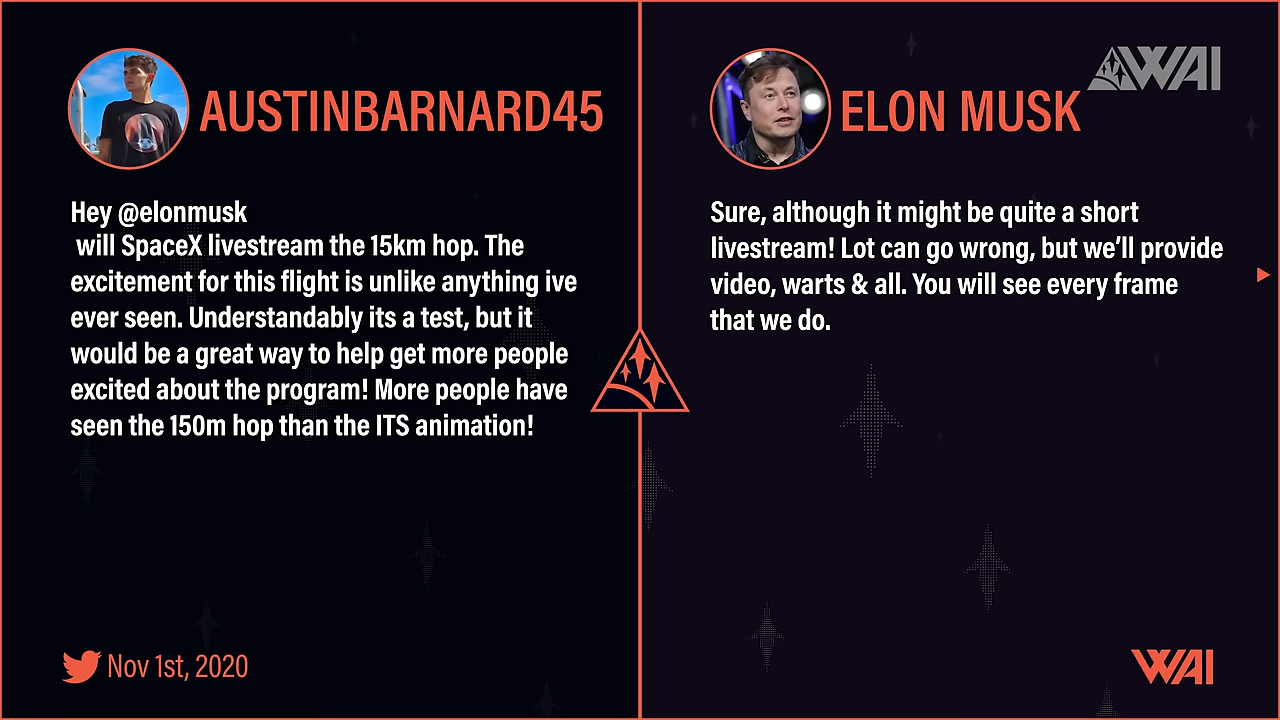 AUSTINBARNARD45
Hey @elonmusk
will SpaceX livestream the 15km hop. The
excitement for this flight is unlike anything ive
ever seen. Understandably its a test, but it
would be a great way to help get more people
excited about the program! More people have
seen the 150m hop than the ITS animation!
Nov 1st, 2020
WAI
ELON MUSK
Sure, although it might be quite a short
livestream! Lot can go wrong, but we’ll provide
video, warts & all. You will see every frame
that we do.
WAI